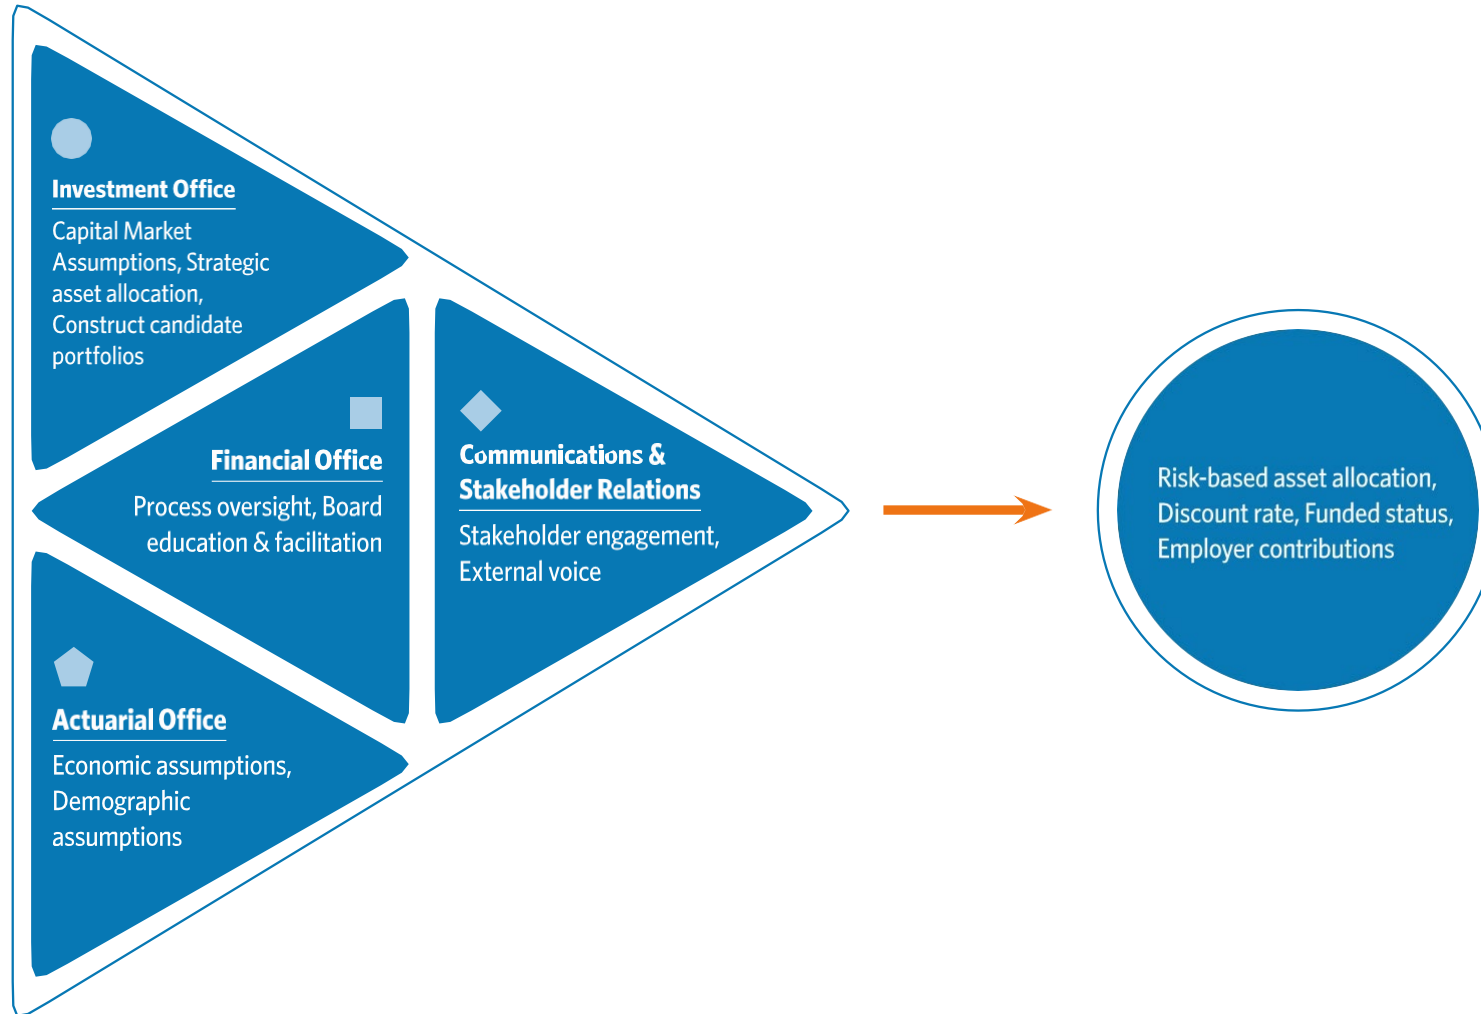 Investment Office
Capital Market
Assumptions, Strategic
asset allocation,
Construct candidate
portfolios
Financial Office
Process oversight, Board
education & facilitation
Communications &
Stakeholder Relations
Stakeholder engagement,
External voice
Actuarial Office
Economic assumptions,
Demographic
assumptions
Risk-based asset allocation,
Discount rate, Funded status,
Employer contributions